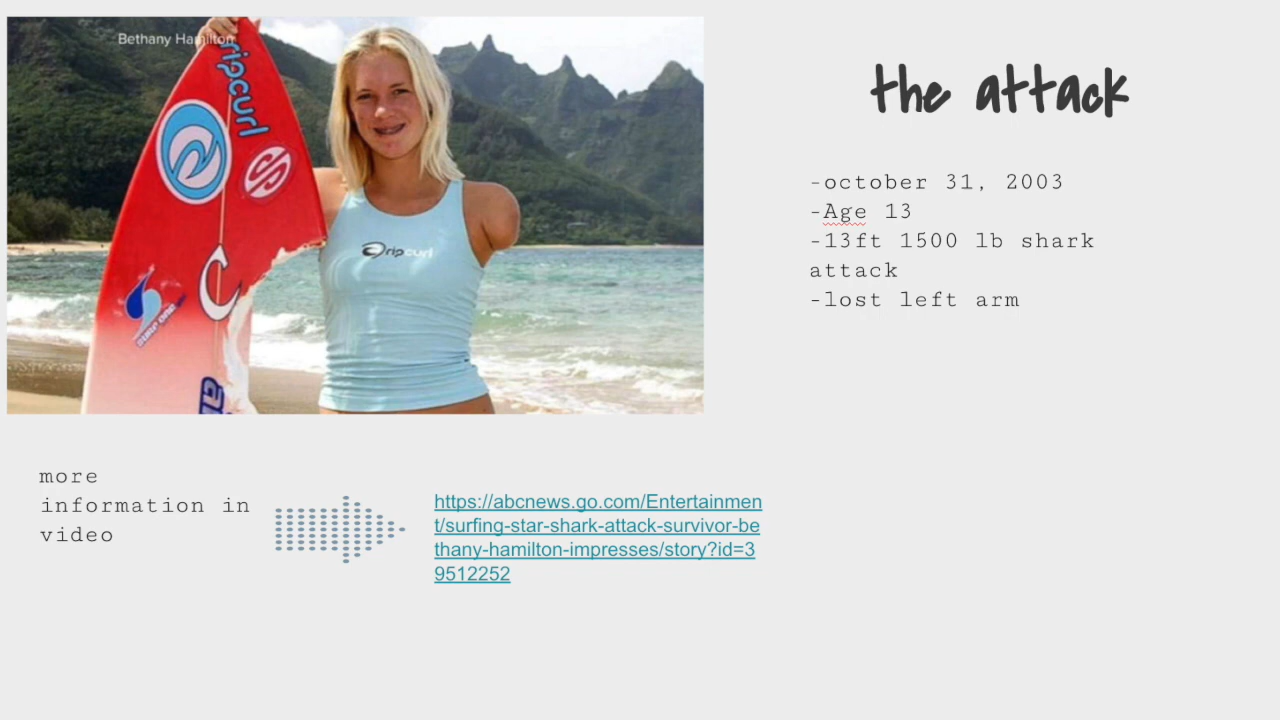 Bethany Hamilton
ripcurl
ripcurl
SURF ONE
the attack
-october 31, 2003
-Age 13
-13ft 1500 lb shark
attack
-lost left arm
more
information in
video
https://abcnews.go.com/Entertainmen
t/surfing-star-shark-attack-survivor-be
thany-hamilton-impresses/story?id=3
9512252